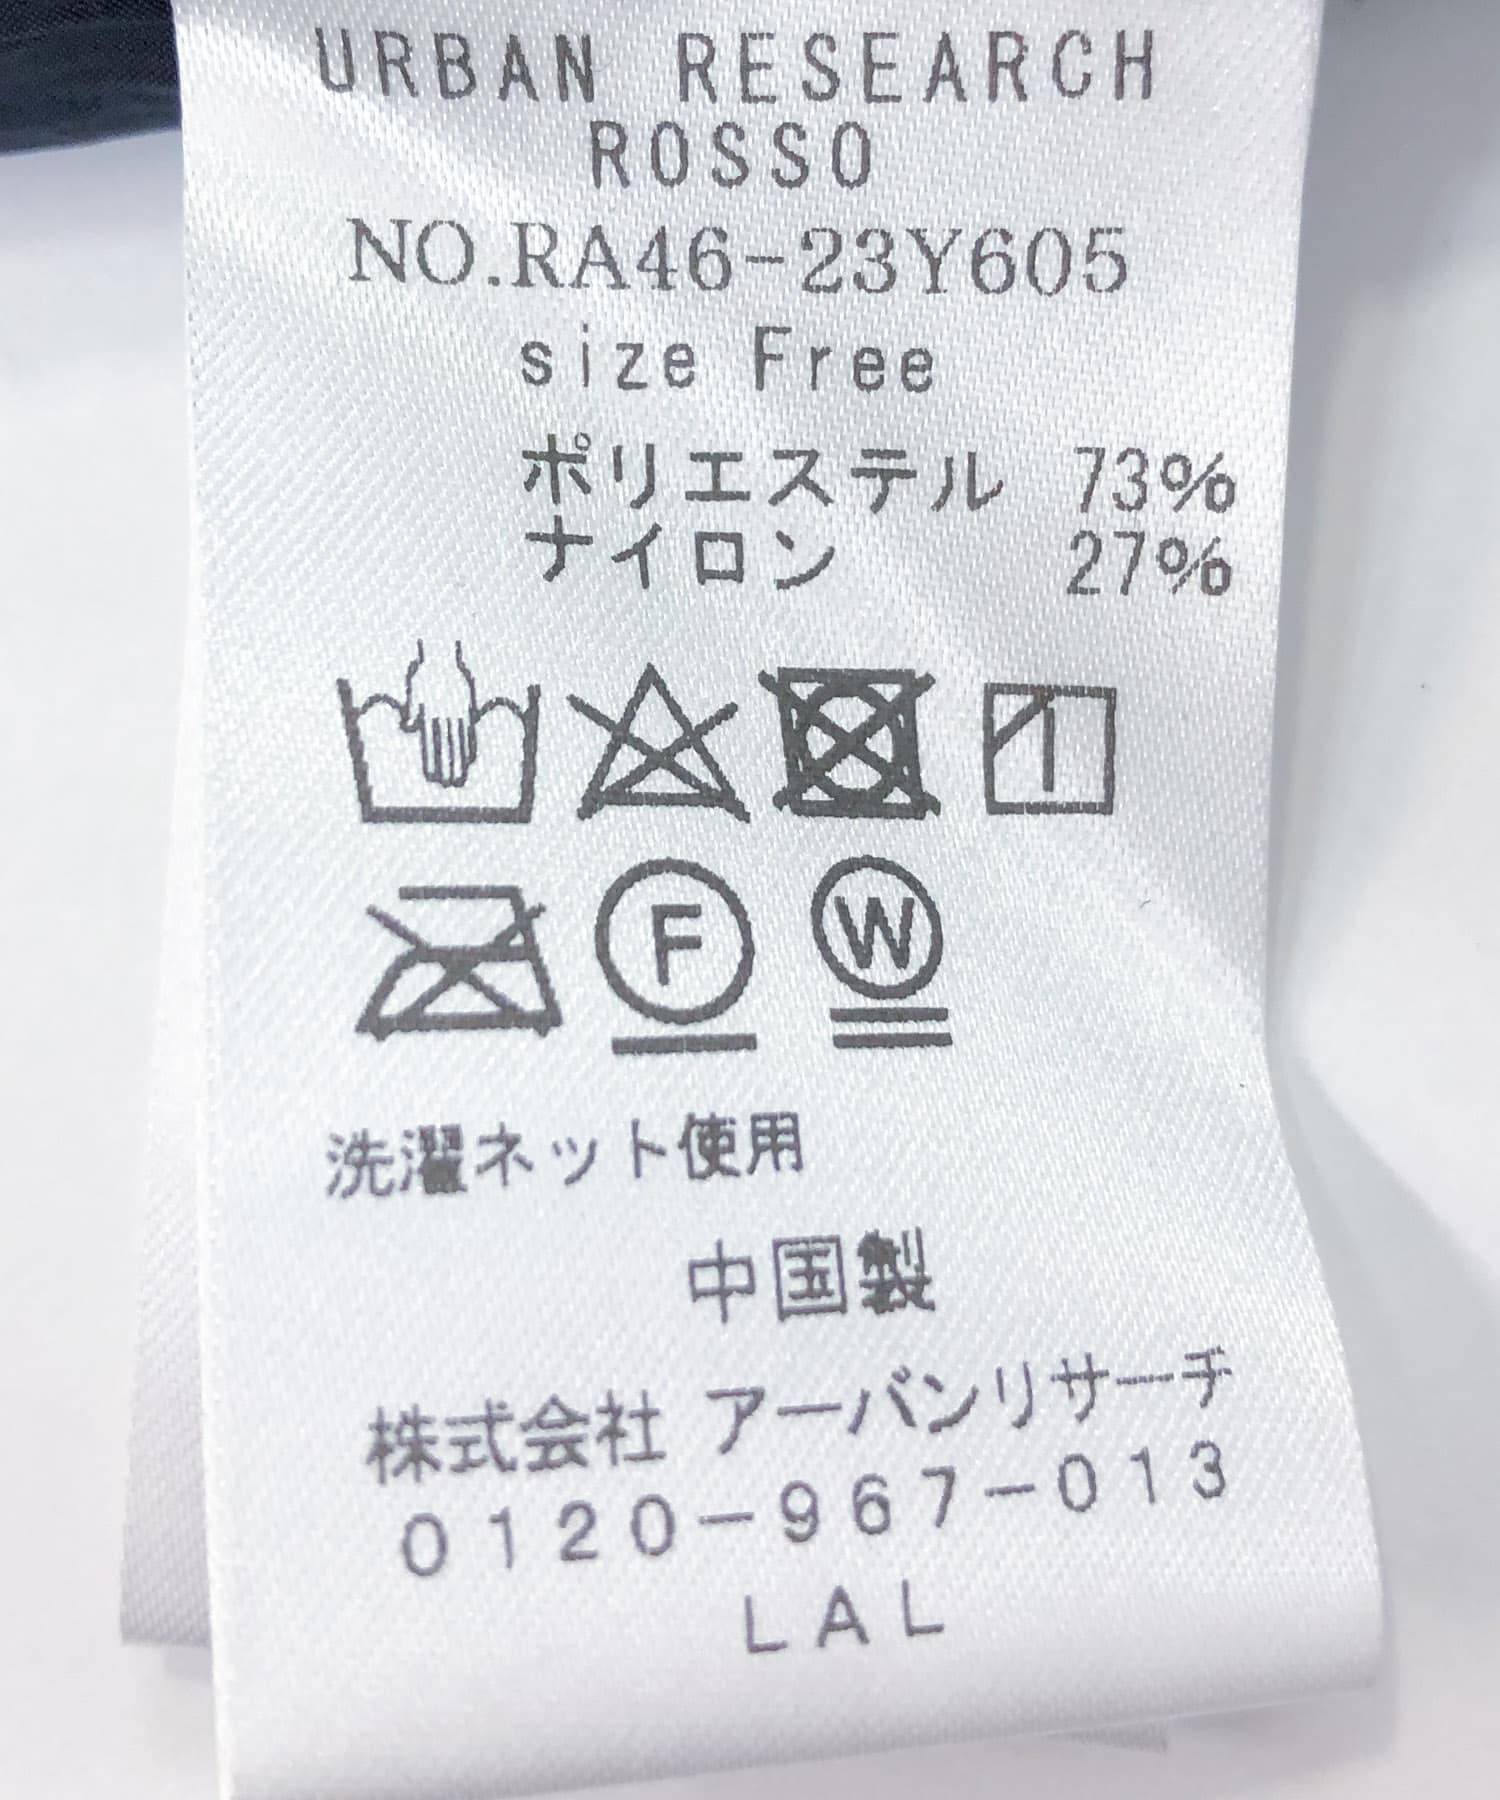 URBAN RESEARCH
ROSSO
NO.RA46-23Y605
size Free
ポリエステル 73%
ナイロン 27%
F W
洗濯ネット使用
中国製
株式会社 アーバンリサーチ
0120-967-013
LAL